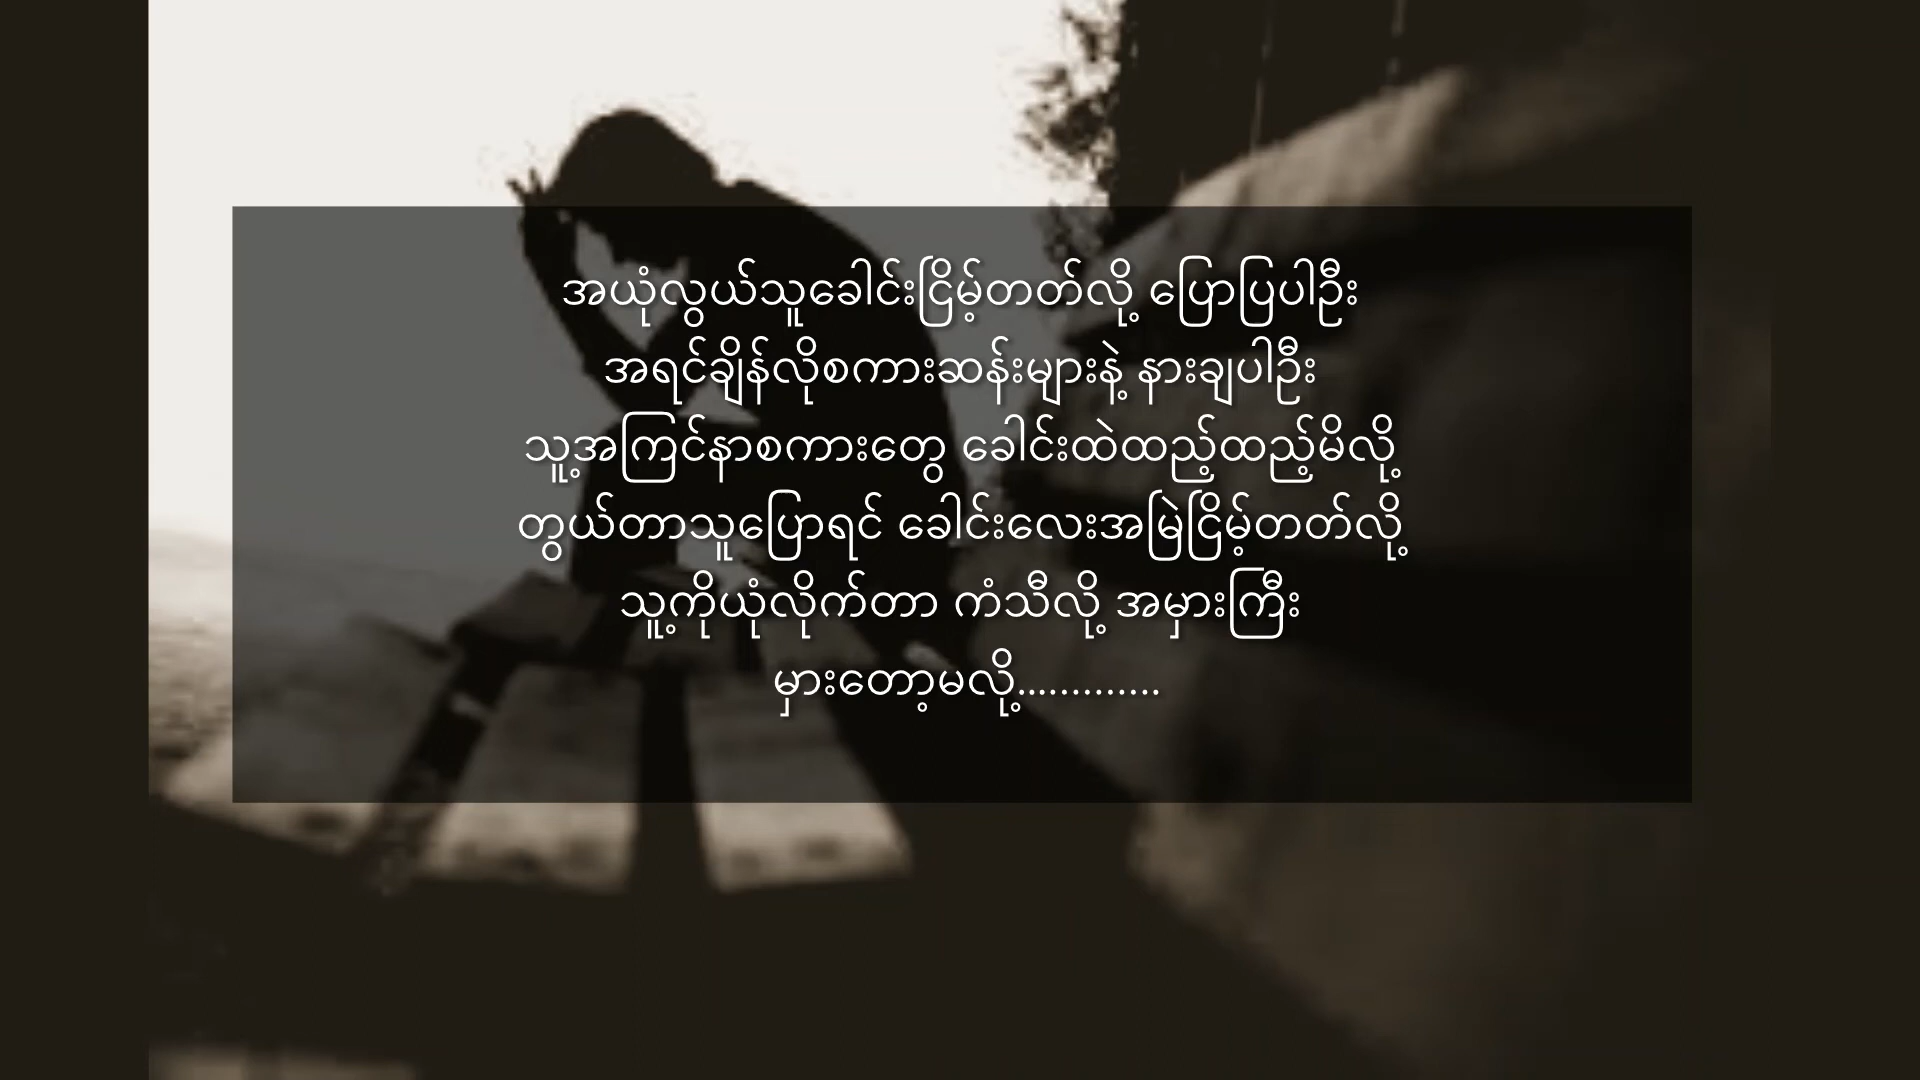 အယုံလွယ်သူခေါင်းငြိမ့်တတ်လို့ ပြောပြပါဦး
အရင်ချိန်လိုစကားဆန်းများနဲ့ နားချပါဦး
သူ့အကြင်နာစကားတွေ ခေါင်းထဲထည့်ထည့်မိလို့
တွယ်တာသူပြောရင် ခေါင်းလေးအမြဲငြိမ့်တတ်လို့
သူ့ကိုယုံလိုက်တာ ကံသီလို့ အမှားကြီး
မှားတော့မလို့.............